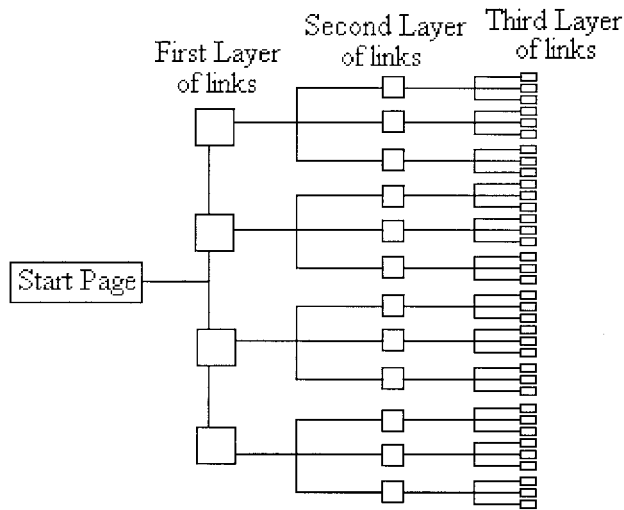 First Layer
of links
Second Layer
of links
Third Layer
of links
Start Page